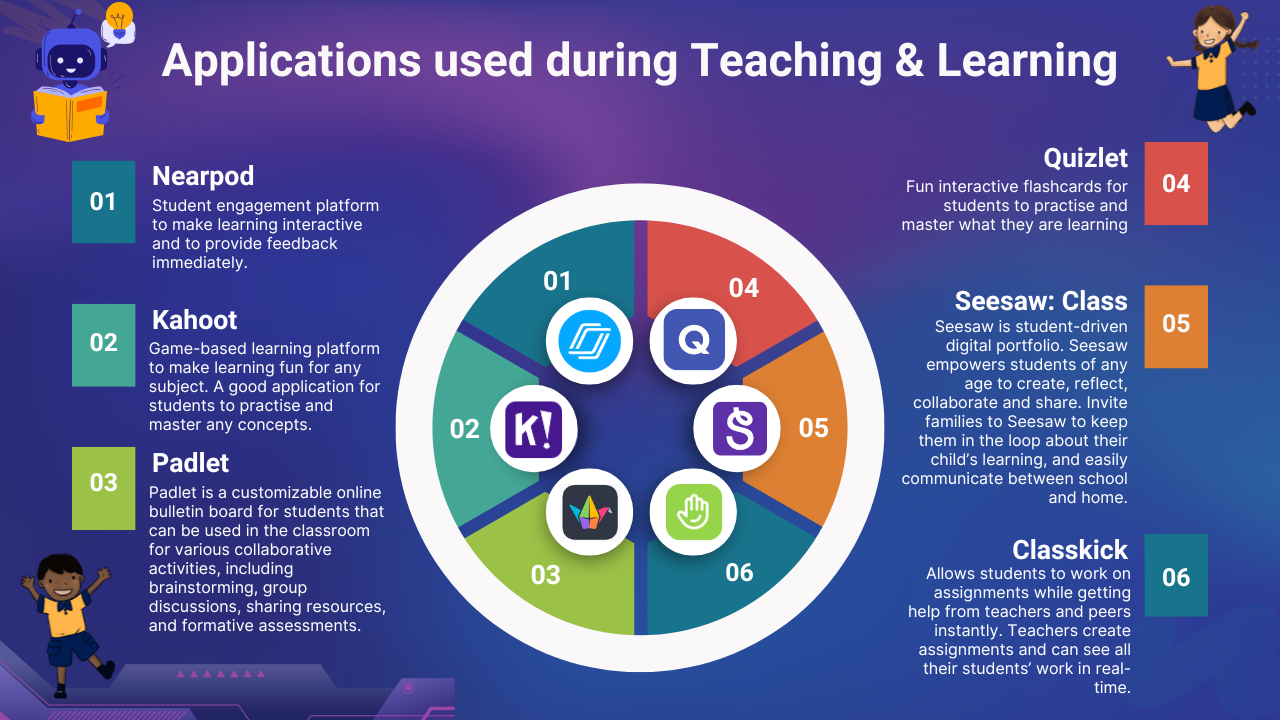 Applications used during Teaching & Learning
01
Nearpod
Student engagement platform
to make learning interactive
and to provide feedback
immediately.
02
Kahoot
Game-based learning platform
to make learning fun for any
subject. A good application for
students to practise and
master any concepts.
03
Padlet
Padlet is a customizable online
bulletin board for students that
can be used in the classroom
for various collaborative
activities, including
brainstorming, group
discussions, sharing resources,
and formative assessments.
01
04
Q
02
K!
S
05
03
06
Quizlet
04
Fun interactive flashcards for
students to practise and
master what they are learning
Seesaw: Class
05
Seesaw is student-driven
digital portfolio. Seesaw
empowers students of any
age to create, reflect,
collaborate and share. Invite
families to Seesaw to keep
them in the loop about their
child's learning, and easily
communicate between school
and home.
Classkick
06
Allows students to work on
assignments while getting
help from teachers and peers
instantly. Teachers create
assignments and can see all
their students' work in real-
time.